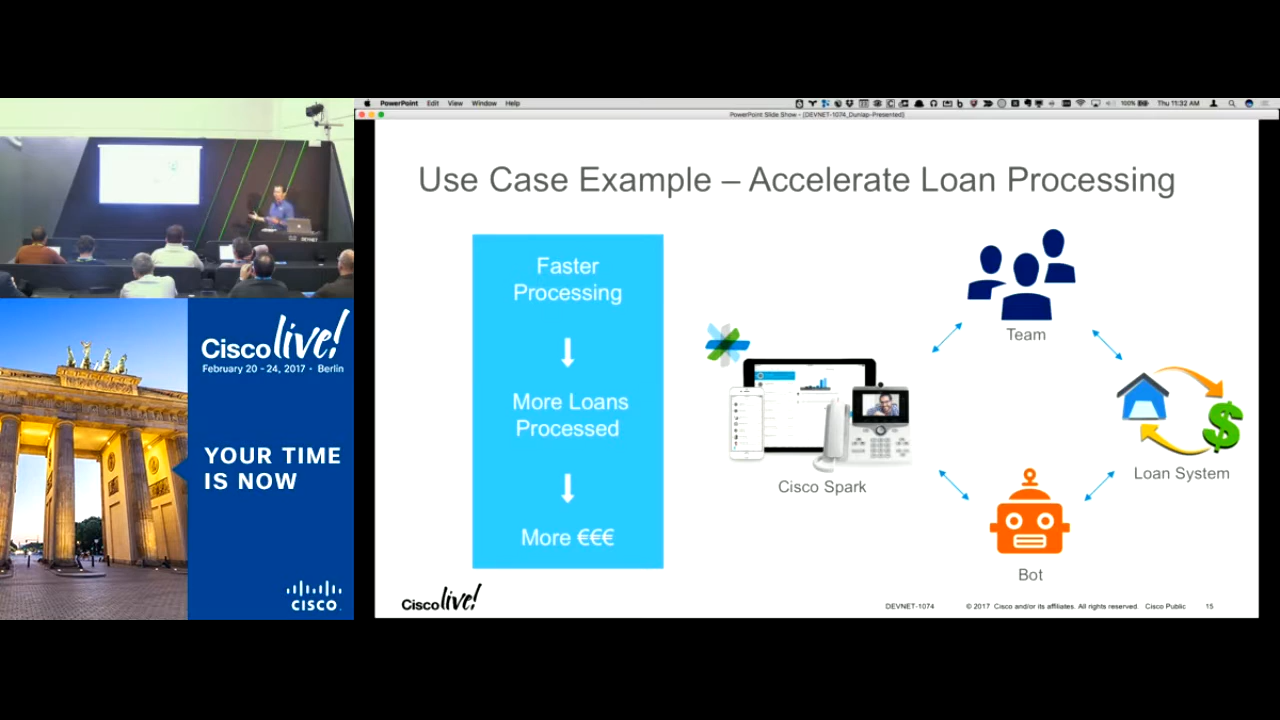 PowerPoint Edit View Window Help
100% Thu 11:32 AM
PowerPoint Slide Show - [DEVNET-1074_Dunlap-Presented]
Use Case Example – Accelerate Loan Processing
Faster
Processing
More Loans
Processed
More €€€
Team
Cisco Spark
Loan System
Bot
Cisco live!
DEVNET-1074 © 2017 Cisco and/or its affiliates. All rights reserved. Cisco Public 15
DEVNET
Cisco live!
February 20 - 24, 2017 • Berlin
YOUR TIME
IS NOW
CISCO